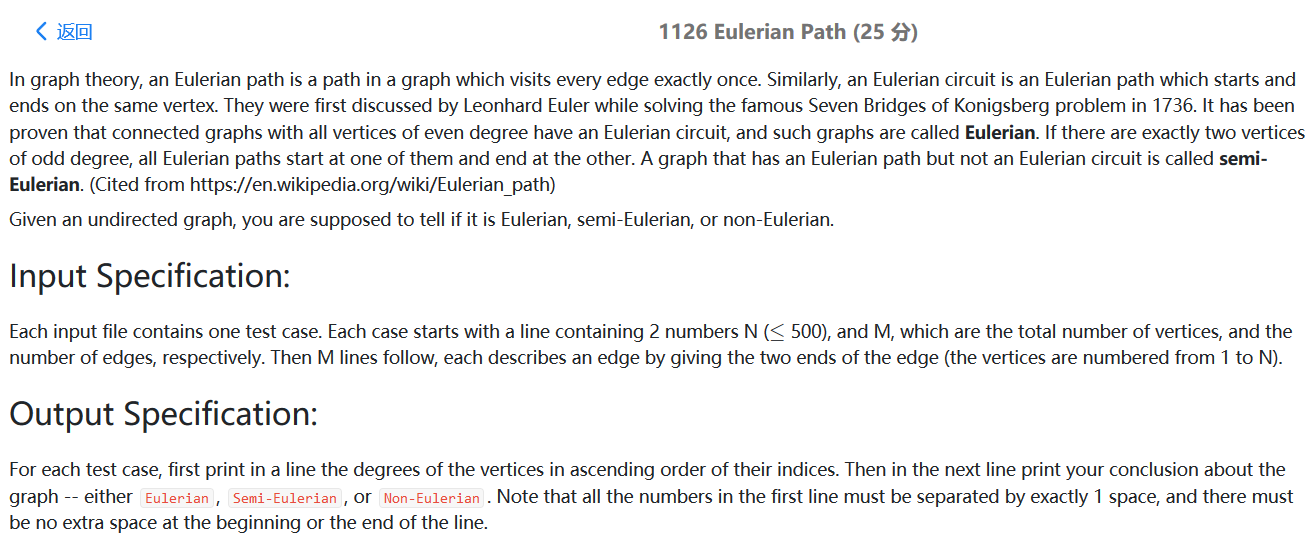 返回
1126 Eulerian Path (25 分)
In graph theory, an Eulerian path is a path in a graph which visits every edge exactly once. Similarly, an Eulerian circuit is an Eulerian path which starts and
ends on the same vertex. They were first discussed by Leonhard Euler while solving the famous Seven Bridges of Konigsberg problem in 1736. It has been
proven that connected graphs with all vertices of even degree have an Eulerian circuit, and such graphs are called Eulerian. If there are exactly two vertices
of odd degree, all Eulerian paths start at one of them and end at the other. A graph that has an Eulerian path but not an Eulerian circuit is called semi-
Eulerian. (Cited from https://en.wikipedia.org/wiki/Eulerian_path)
Given an undirected graph, you are supposed to tell if it is Eulerian, semi-Eulerian, or non-Eulerian.
Input Specification:
Each input file contains one test case. Each case starts with a line containing 2 numbers N (≤ 500), and M, which are the total number of vertices, and the
number of edges, respectively. Then M lines follow, each describes an edge by giving the two ends of the edge (the vertices are numbered from 1 to N).
Output Specification:
For each test case, first print in a line the degrees of the vertices in ascending order of their indices. Then in the next line print your conclusion about the
graph -- either Eulerian, Semi-Eulerian, or Non-Eulerian. Note that all the numbers in the first line must be separated by exactly 1 space, and there must
be no extra space at the beginning or the end of the line.